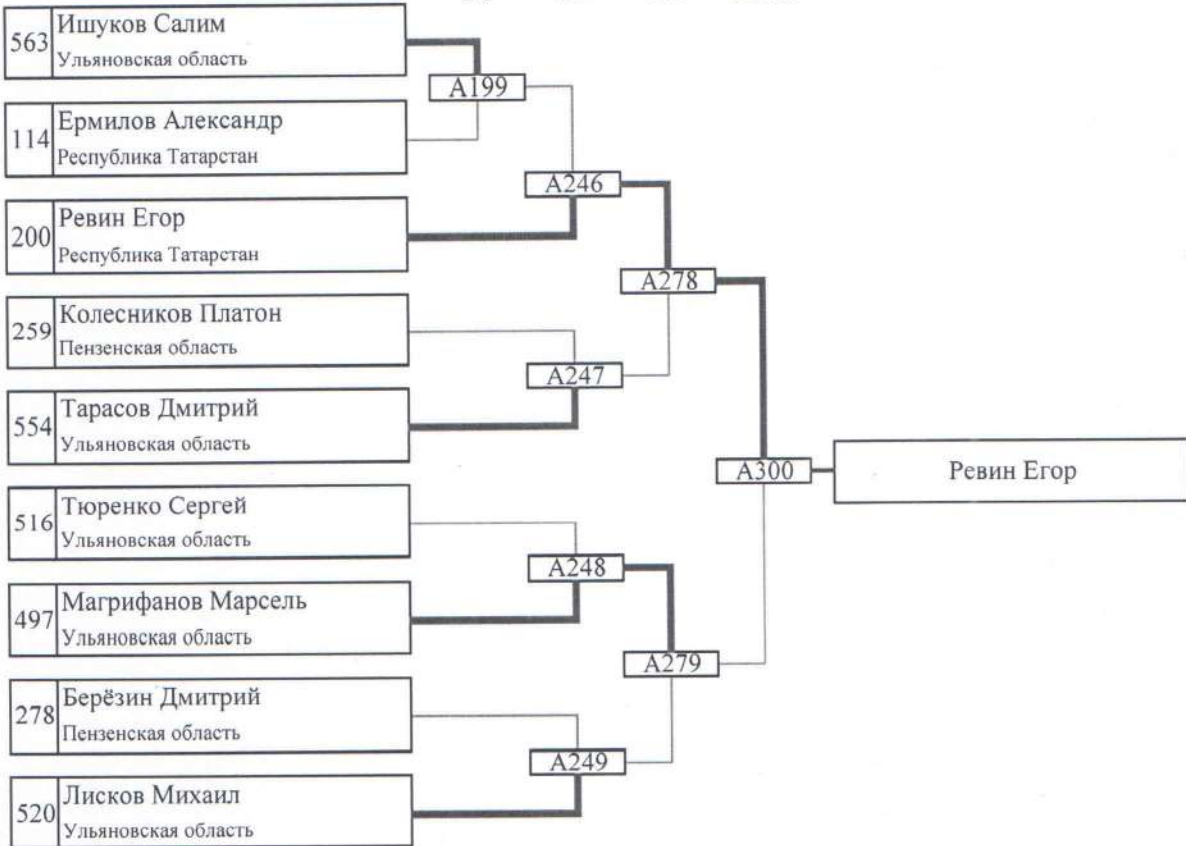 563
Ишуков Салим
Ульяновская область
A199
114
Ермилов Александр
Республика Татарстан
A246
200
Ревин Егор
Республика Татарстан
A278
259
Колесников Платон
Пензенская область
A247
554
Тарасов Дмитрий
Ульяновская область
A300
Ревин Егор
516
Тюренко Сергей
Ульяновская область
A248
497
Магрифанов Марсель
Ульяновская область
A279
278
Берёзин Дмитрий
Пензенская область
A249
520
Лисков Михаил
Ульяновская область